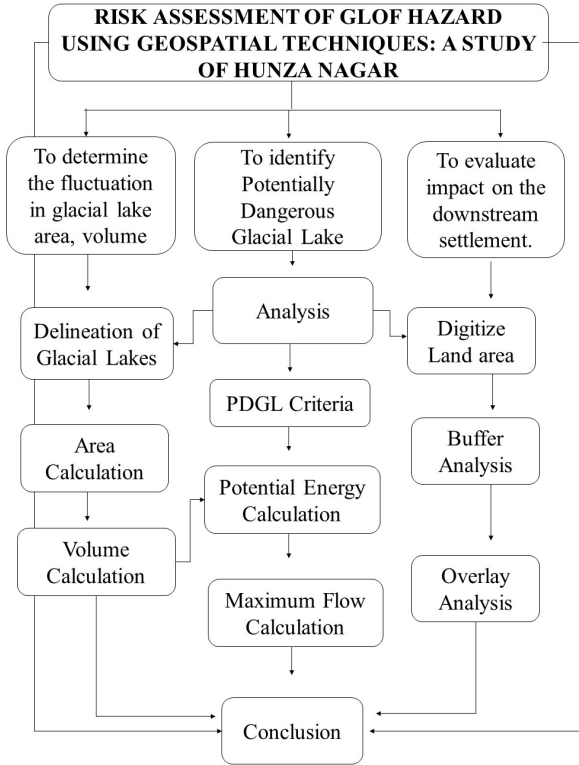 RISK ASSESSMENT OF GLOF HAZARD
USING GEOSPATIAL TECHNIQUES: A STUDY
OF HUNZA NAGAR
To determine
the fluctuation
in glacial lake
area, volume
To identify
Potentially
Dangerous
Glacial Lake
To evaluate
impact on the
downstream
settlement.
Delineation of
Glacial Lakes
Analysis
Digitize
Land area
PDGL Criteria
Area
Calculation
Buffer
Analysis
Potential Energy
Calculation
Volume
Calculation
Overlay
Analysis
Maximum Flow
Calculation
Conclusion